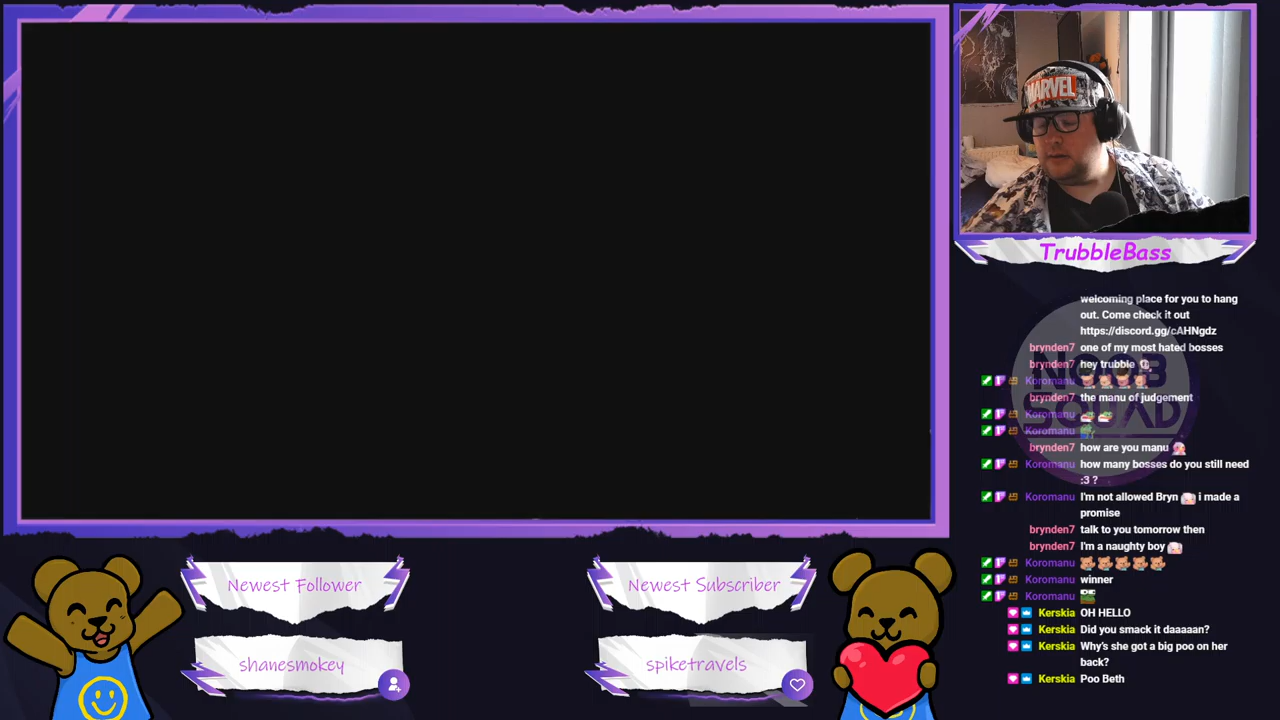 MARVEL
TrubbleBass
welcoming place for you to hang
out. Come check it out
https://discord.gg/cAHNgdz
brynden7 one of my most hated bosses
brynden7 hey trubble
Koromanu
brynden7 the manu of judgement
Koromanu
Koromanu
brynden7 how are you manu
Koromanu how many bosses do you still need
:3 ?
Koromanu I'm not allowed Bryn i made a
promise
brynden7 talk to you tomorrow then
brynden7 I'm a naughty boy
Koromanu
Koromanu winner
Koromanu
Kerskia OH HELLO
Kerskia Did you smack it daaaaan?
Kerskia Why's she got a big poo on her
back?
Kerskia Poo Beth
NOOB
SQUAD
Newest Follower
shanesmokey
Newest Subscriber
spiketravels